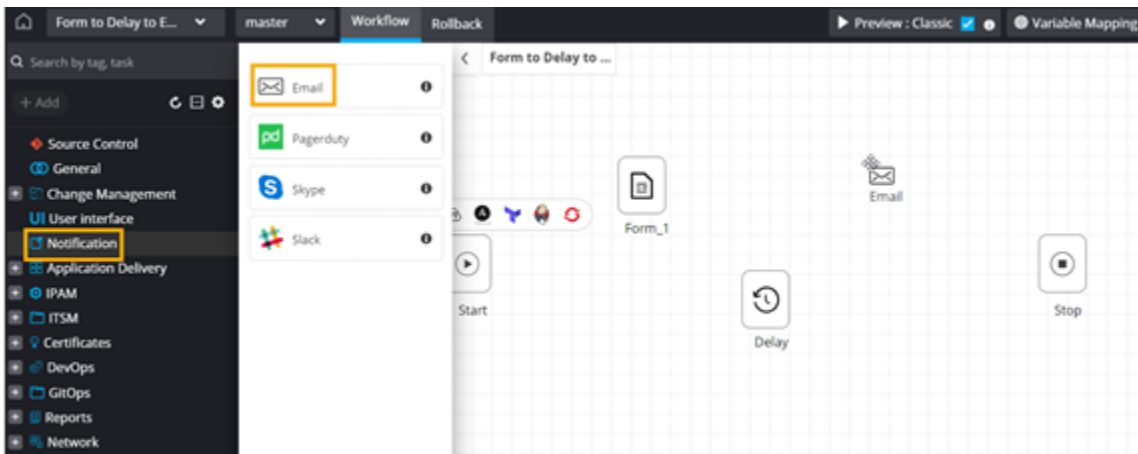 Form to Delay to E...
master
Workflow
Rollback
Preview : Classic
Variable Mapping
Search by tag, task
+ Add
Source Control
General
Change Management
UI User interface
Notification
Application Delivery
IPAM
ITSM
Certificates
DevOps
GitOps
Reports
Network
Email
pd Pagerduty
S Skype
Slack
Form to Delay to ...
Form_1
Email
Start
Delay
Stop